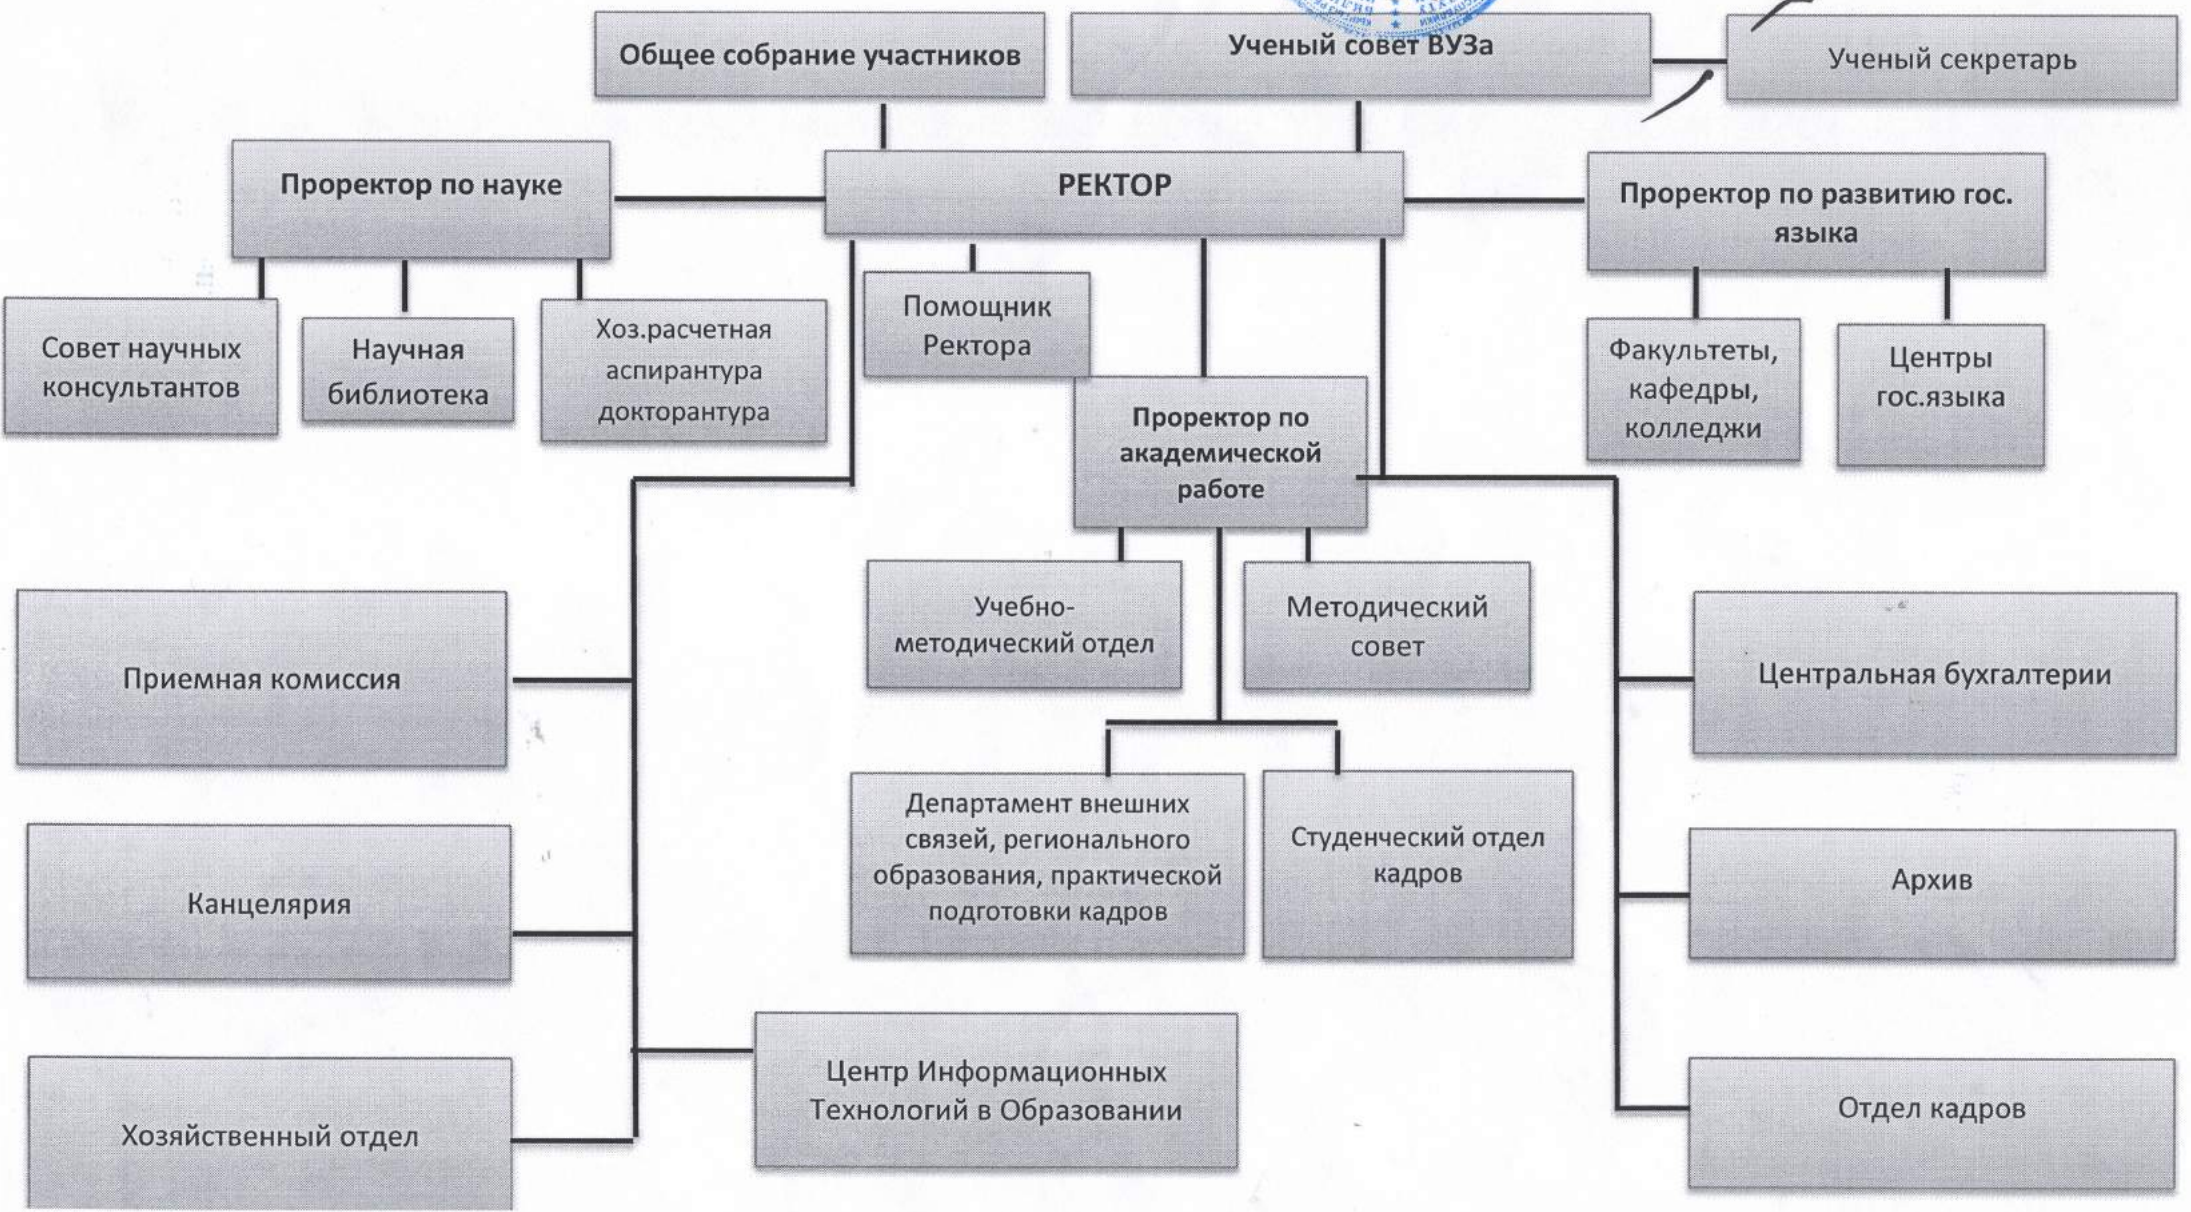 Общее собрание участников
Ученый совет ВУЗа
Ученый секретарь
Проректор по науке
РЕКТОР
Проректор по развитию гос.
языка
Совет научных
консультантов
Научная
библиотека
Хоз.расчетная
аспирантура
докторантура
Помощник
Ректора
Факультеты,
кафедры,
колледжи
Центры
гос.языка
Проректор по
академической
работе
Учебно-
методический отдел
Методический
совет
Приемная комиссия
Центральная бухгалтерии
Департамент внешних
связей, регионального
образования, практической
подготовки кадров
Студенческий отдел
кадров
Канцелярия
Архив
Центр Информационных
Технологий в Образовании
Хозяйственный отдел
Отдел кадров